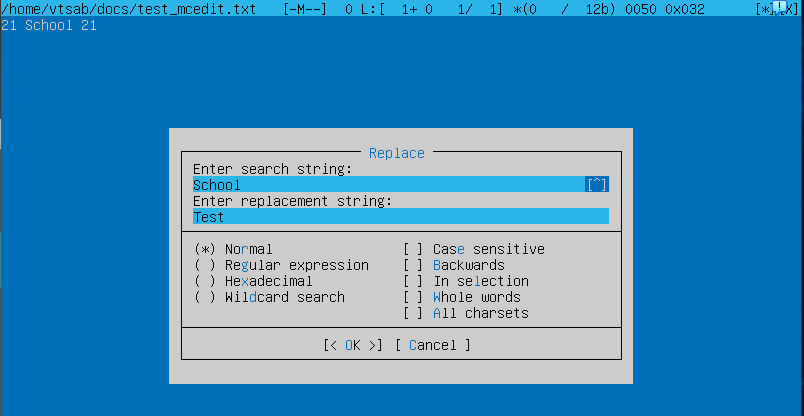 /home/vtsab/docs/test_mcedit.txt   [-M--]  0 L:[  1+ 0   1/  1] *(0   /  12b) 0050 0x032       [*][X]
21 School 21
Replace
Enter search string:
School [^]
Enter replacement string:
Test
(*) Normal [ ] Case sensitive
( ) Regular expression [ ] Backwards
( ) Hexadecimal [ ] In selection
( ) Wildcard search [ ] Whole words
[ ] All charsets
[< OK >] [ Cancel ]